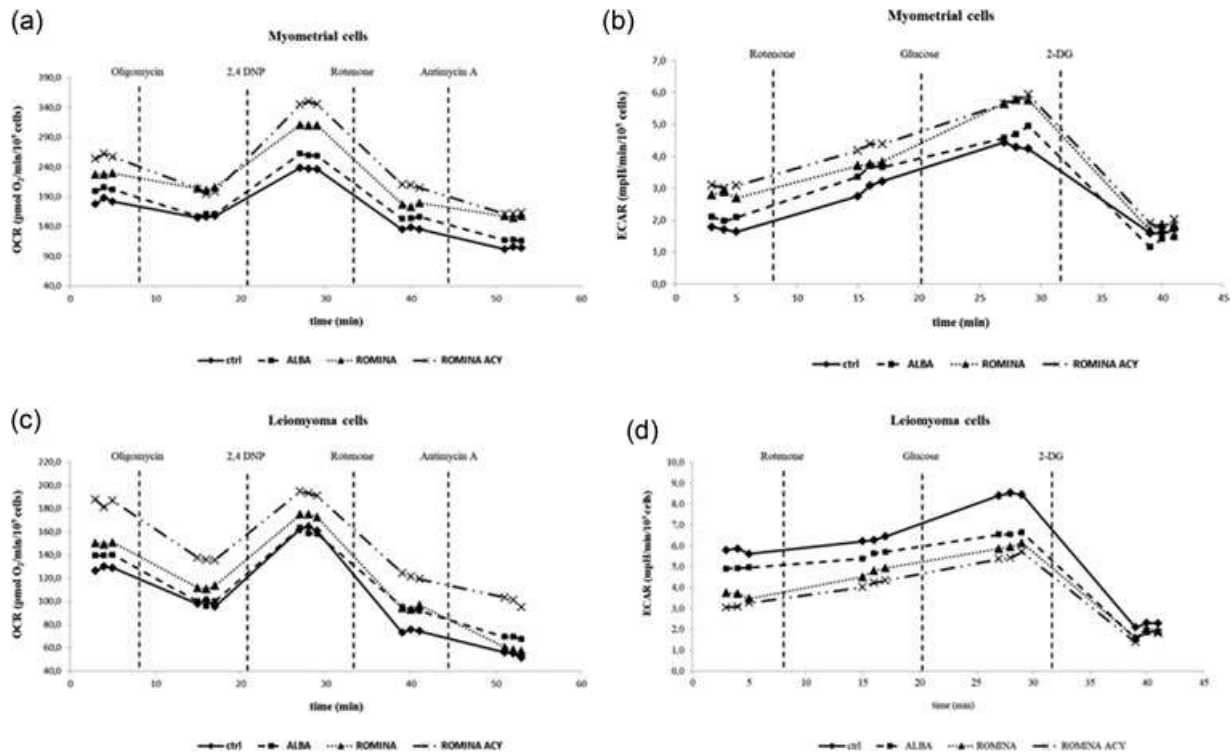 (a)
Myometrial cells
Oligomycin 2,4 DNP Rotenone Antimycin A
OCR (pmol O₂/min/10⁵ cells)
390,0
340,0
290,0
240,0
190,0
140,0
90,0
40,0
0 10 20 30 40 50 60
time (min)
ctrl ALBA ROMINA ROMINA ACY
(b)
Myometrial cells
Rotenone Glucose 2-DG
ECAR (mpH/min/10⁵ cells)
7,0
6,0
5,0
4,0
3,0
2,0
1,0
0,0
0 5 10 15 20 25 30 35 40 45
time (min)
ctrl ALBA ROMINA ROMINA ACY
(c)
Leiomyoma cells
Oligomycin 2,4 DNP Rotenone Antimycin A
OCR (pmol O₂/min/10⁵ cells)
220,0
200,0
180,0
160,0
140,0
120,0
100,0
80,0
60,0
40,0
0 10 20 30 40 50 60
time (min)
ctrl ALBA ROMINA ROMINA ACY
(d)
Leiomyoma cells
Rotenone Glucose 2-DG
ECAR (mpH/min/10⁵ cells)
10,0
9,0
8,0
7,0
6,0
5,0
4,0
3,0
2,0
1,0
0,0
0 5 10 15 20 25 30 35 40 45
time (min)
ctrl ALBA ROMINA ROMINA ACY